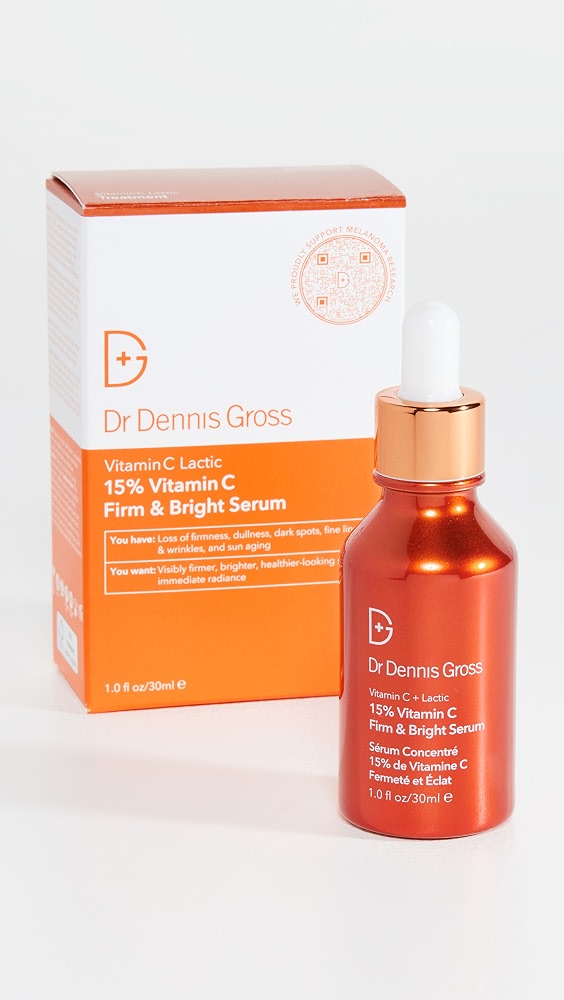 Vitamin C Lactic
Treatment
WE PROUDLY SUPPORT MELANOMA RESEARCH
D
DG
Dr Dennis Gross
Vitamin C Lactic
15% Vitamin C
Firm & Bright Serum
You have: Loss of firmness, dullness, dark spots, fine
& wrinkles, and sun aging
You want: Visibly firmer, brighter, healthier-looking
immediate radiance
1.0 fl oz/30ml e
DG
Dr Dennis Gross
Vitamin C + Lactic
15% Vitamin C
Firm & Bright Serum
Sérum Concentré
15% de Vitamine C
Fermeté et Éclat
1.0 fl oz/30ml e